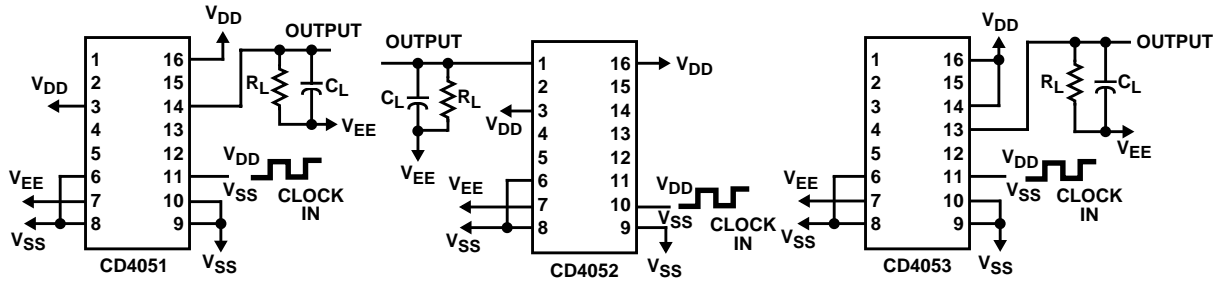 VDD
OUTPUT
1 16
2 15
VDD 3 14 RL CL
4 13 VEE
5 12 VDD
6 11 VSS
VEE 7 10 CLOCK
8 9 IN
VSS
VSS
CD4051
OUTPUT
1 16 VDD
2 15
CL RL 3 14
VDD 4 13
5 12
VEE 6 11 VDD
VEE 7 10 VSS
8 9 CLOCK
VSS IN
VSS
CD4052
VDD
OUTPUT
1 16
2 15 RL CL
3 14
4 13
VEE
5 12 VDD
6 11 VSS
VEE 7 10 CLOCK
8 9 IN
VSS
VSS
CD4053